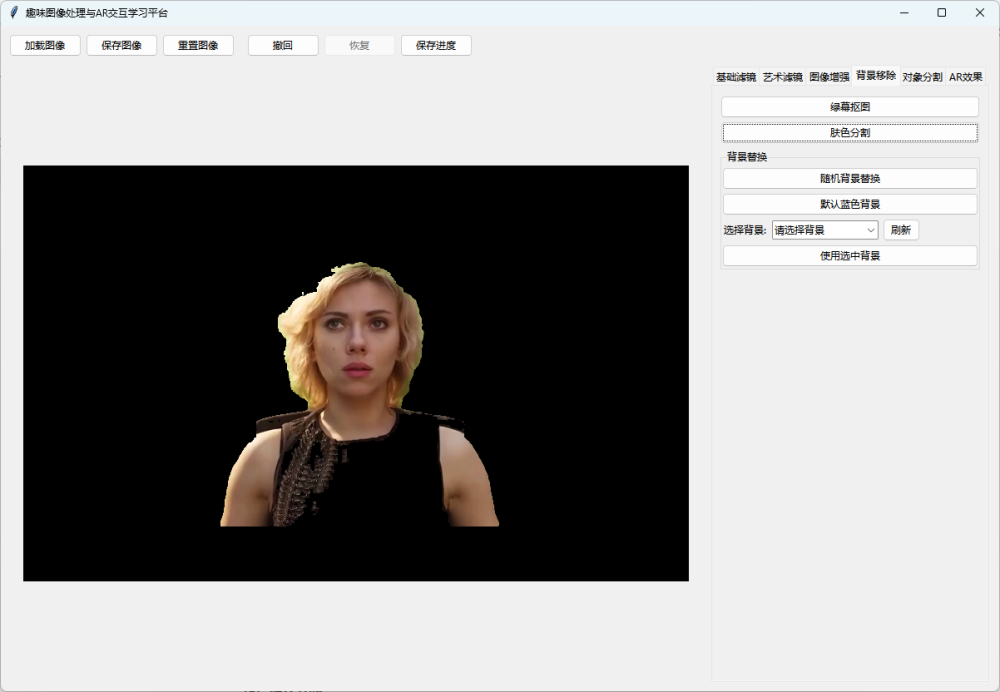 趣味图像处理与AR交互学习平台
加载图像 保存图像 重置图像 撤回 恢复 保存进度
基础滤镜 艺术滤镜 图像增强 背景移除 对象分割 AR效果
绿幕抠图
肤色分割
背景替换
随机背景替换
默认蓝色背景
选择背景: 请选择背景 刷新
使用选中背景